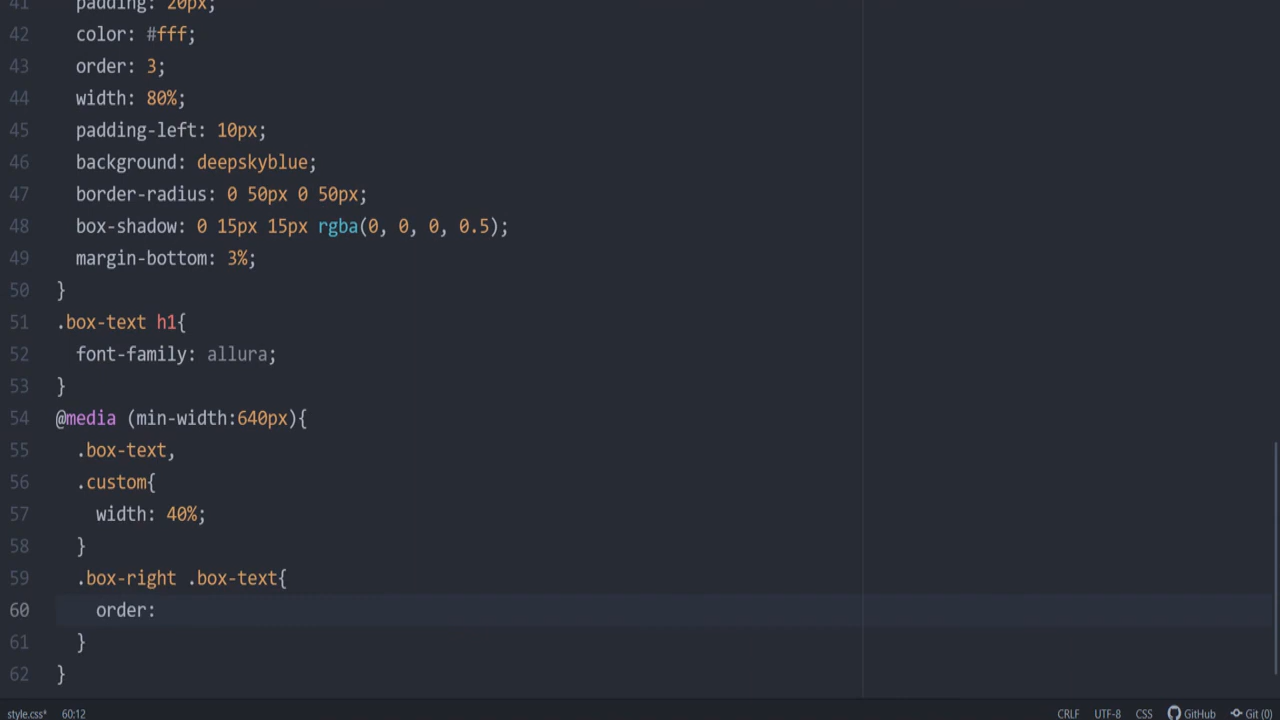 41 padding: 20px;
42 color: #fff;
43 order: 3;
44 width: 80%;
45 padding-left: 10px;
46 background: deepskyblue;
47 border-radius: 0 50px 0 50px;
48 box-shadow: 0 15px 15px rgba(0, 0, 0, 0.5);
49 margin-bottom: 3%;
50 }
51 .box-text h1{
52 font-family: allura;
53 }
54 @media (min-width:640px){
55 .box-text,
56 .custom{
57 width: 40%;
58 }
59 .box-right .box-text{
60 order:
61 }
62 }
style.css* 60:12 CRLF UTF-8 CSS GitHub Git (0)